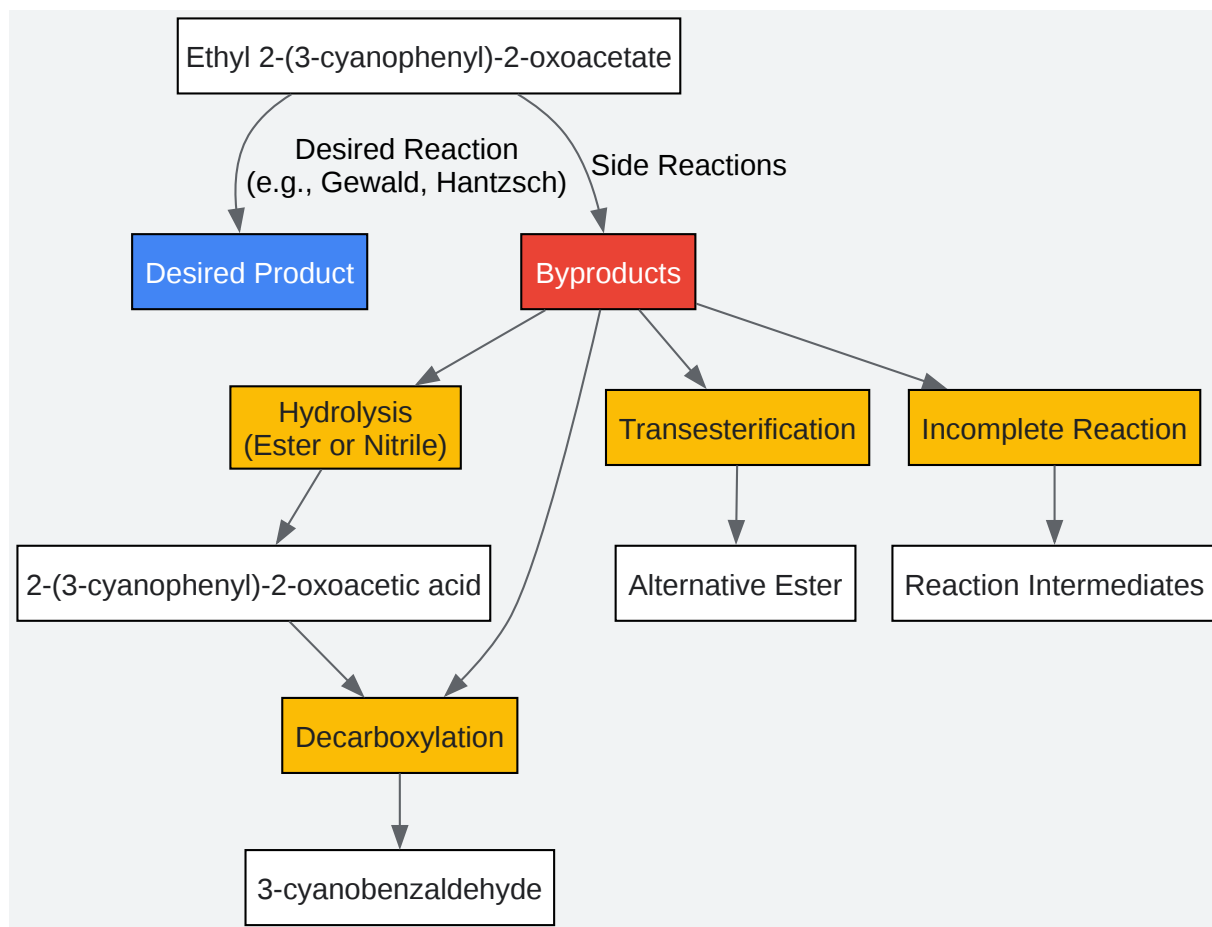 Ethyl 2-(3-cyanophenyl)-2-oxoacetate
Desired Reaction
(e.g., Gewald, Hantzsch)
Side Reactions
Desired Product
Byproducts
Hydrolysis
(Ester or Nitrile)
Transesterification
Incomplete Reaction
2-(3-cyanophenyl)-2-oxoacetic acid
Alternative Ester
Reaction Intermediates
Decarboxylation
3-cyanobenzaldehyde